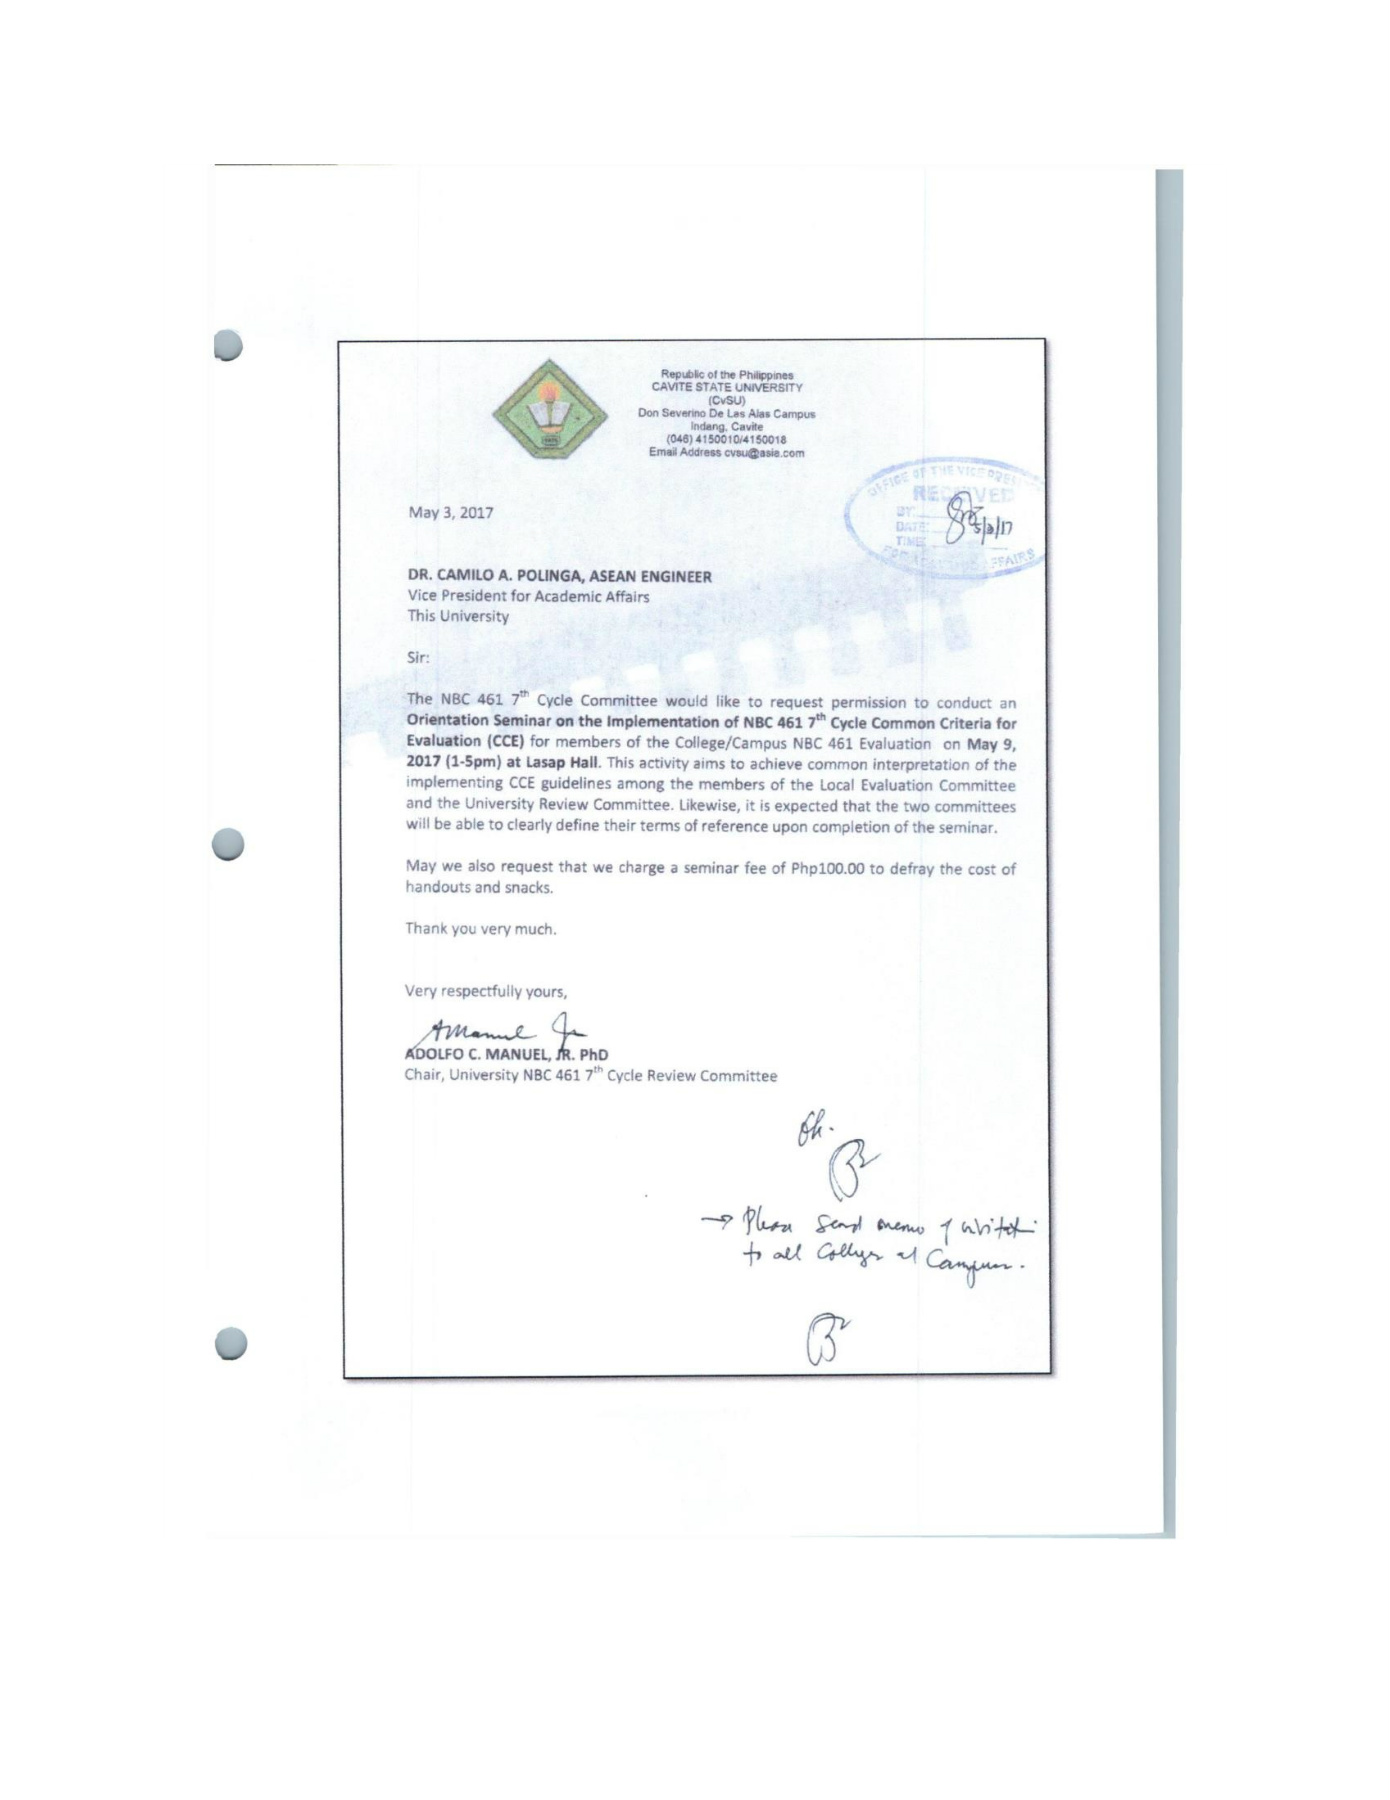 Republic of the Philippines
CAVITE STATE UNIVERSITY
(CvSU)
Don Severino De Las Alas Campus
Indang, Cavite
(046) 4150010/4150018
Email Address cvsu@asia.com
OFFICE OF THE VICE PRESI
RECEIVED
BY:
DATE: 5/3/17
TIME:
FOR ACADEMIC AFFAIRS
May 3, 2017
DR. CAMILO A. POLINGA, ASEAN ENGINEER
Vice President for Academic Affairs
This University
Sir:
The NBC 461 7th Cycle Committee would like to request permission to conduct an
Orientation Seminar on the Implementation of NBC 461 7th Cycle Common Criteria for
Evaluation (CCE) for members of the College/Campus NBC 461 Evaluation on May 9,
2017 (1-5pm) at Lasap Hall. This activity aims to achieve common interpretation of the
implementing CCE guidelines among the members of the Local Evaluation Committee
and the University Review Committee. Likewise, it is expected that the two committees
will be able to clearly define their terms of reference upon completion of the seminar.
May we also request that we charge a seminar fee of Php100.00 to defray the cost of
handouts and snacks.
Thank you very much.
Very respectfully yours,
AManuel Jr
ADOLFO C. MANUEL, JR. PhD
Chair, University NBC 461 7th Cycle Review Committee
Ok.
→ Please send memo of invitation
to all Colleges at Campuses.